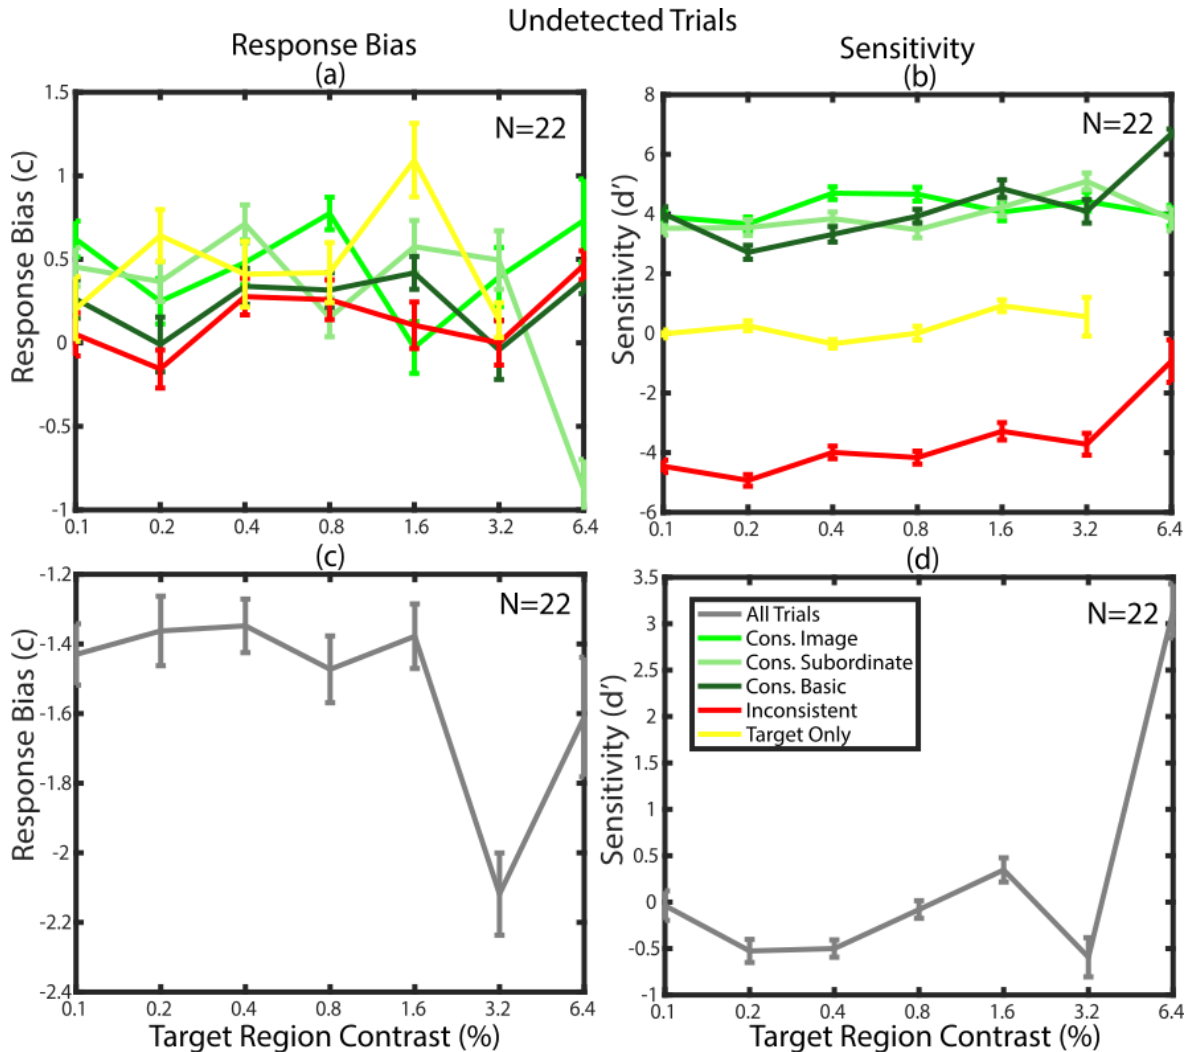 Undetected Trials
Response Bias
(a)
Sensitivity
(b)
Response Bias (c)
1.5
1
0.5
0
-0.5
-1
N=22
0.1 0.2 0.4 0.8 1.6 3.2 6.4
Sensitivity (d’)
8
6
4
2
0
-2
-4
-6
N=22
0.1 0.2 0.4 0.8 1.6 3.2 6.4
(c)
Response Bias (c)
-1.2
-1.4
-1.6
-1.8
-2
-2.2
-2.4
N=22
0.1 0.2 0.4 0.8 1.6 3.2 6.4
Target Region Contrast (%)
(d)
Sensitivity (d’)
3.5
3
2.5
2
1.5
1
0.5
0
-0.5
-1
N=22
All Trials
Cons. Image
Cons. Subordinate
Cons. Basic
Inconsistent
Target Only
0.1 0.2 0.4 0.8 1.6 3.2 6.4
Target Region Contrast (%)